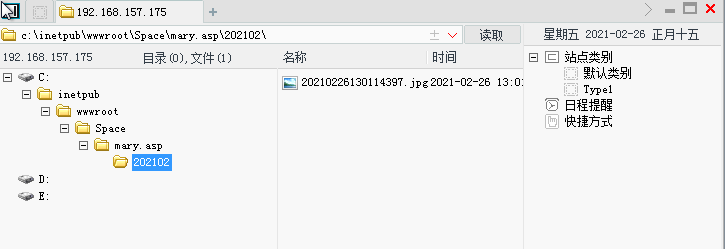 192.168.157.175
c:\inetpub\wwwroot\Space\mary.asp\202102\
读取
星期五 2021-02-26 正月十五
192.168.157.175 目录(0),文件(1)
名称 时间
C:
inetpub
wwwroot
Space
mary.asp
202102
D:
E:
20210226130114397.jpg 2021-02-26 13:01
站点类别
默认类别
Type1
日程提醒
快捷方式